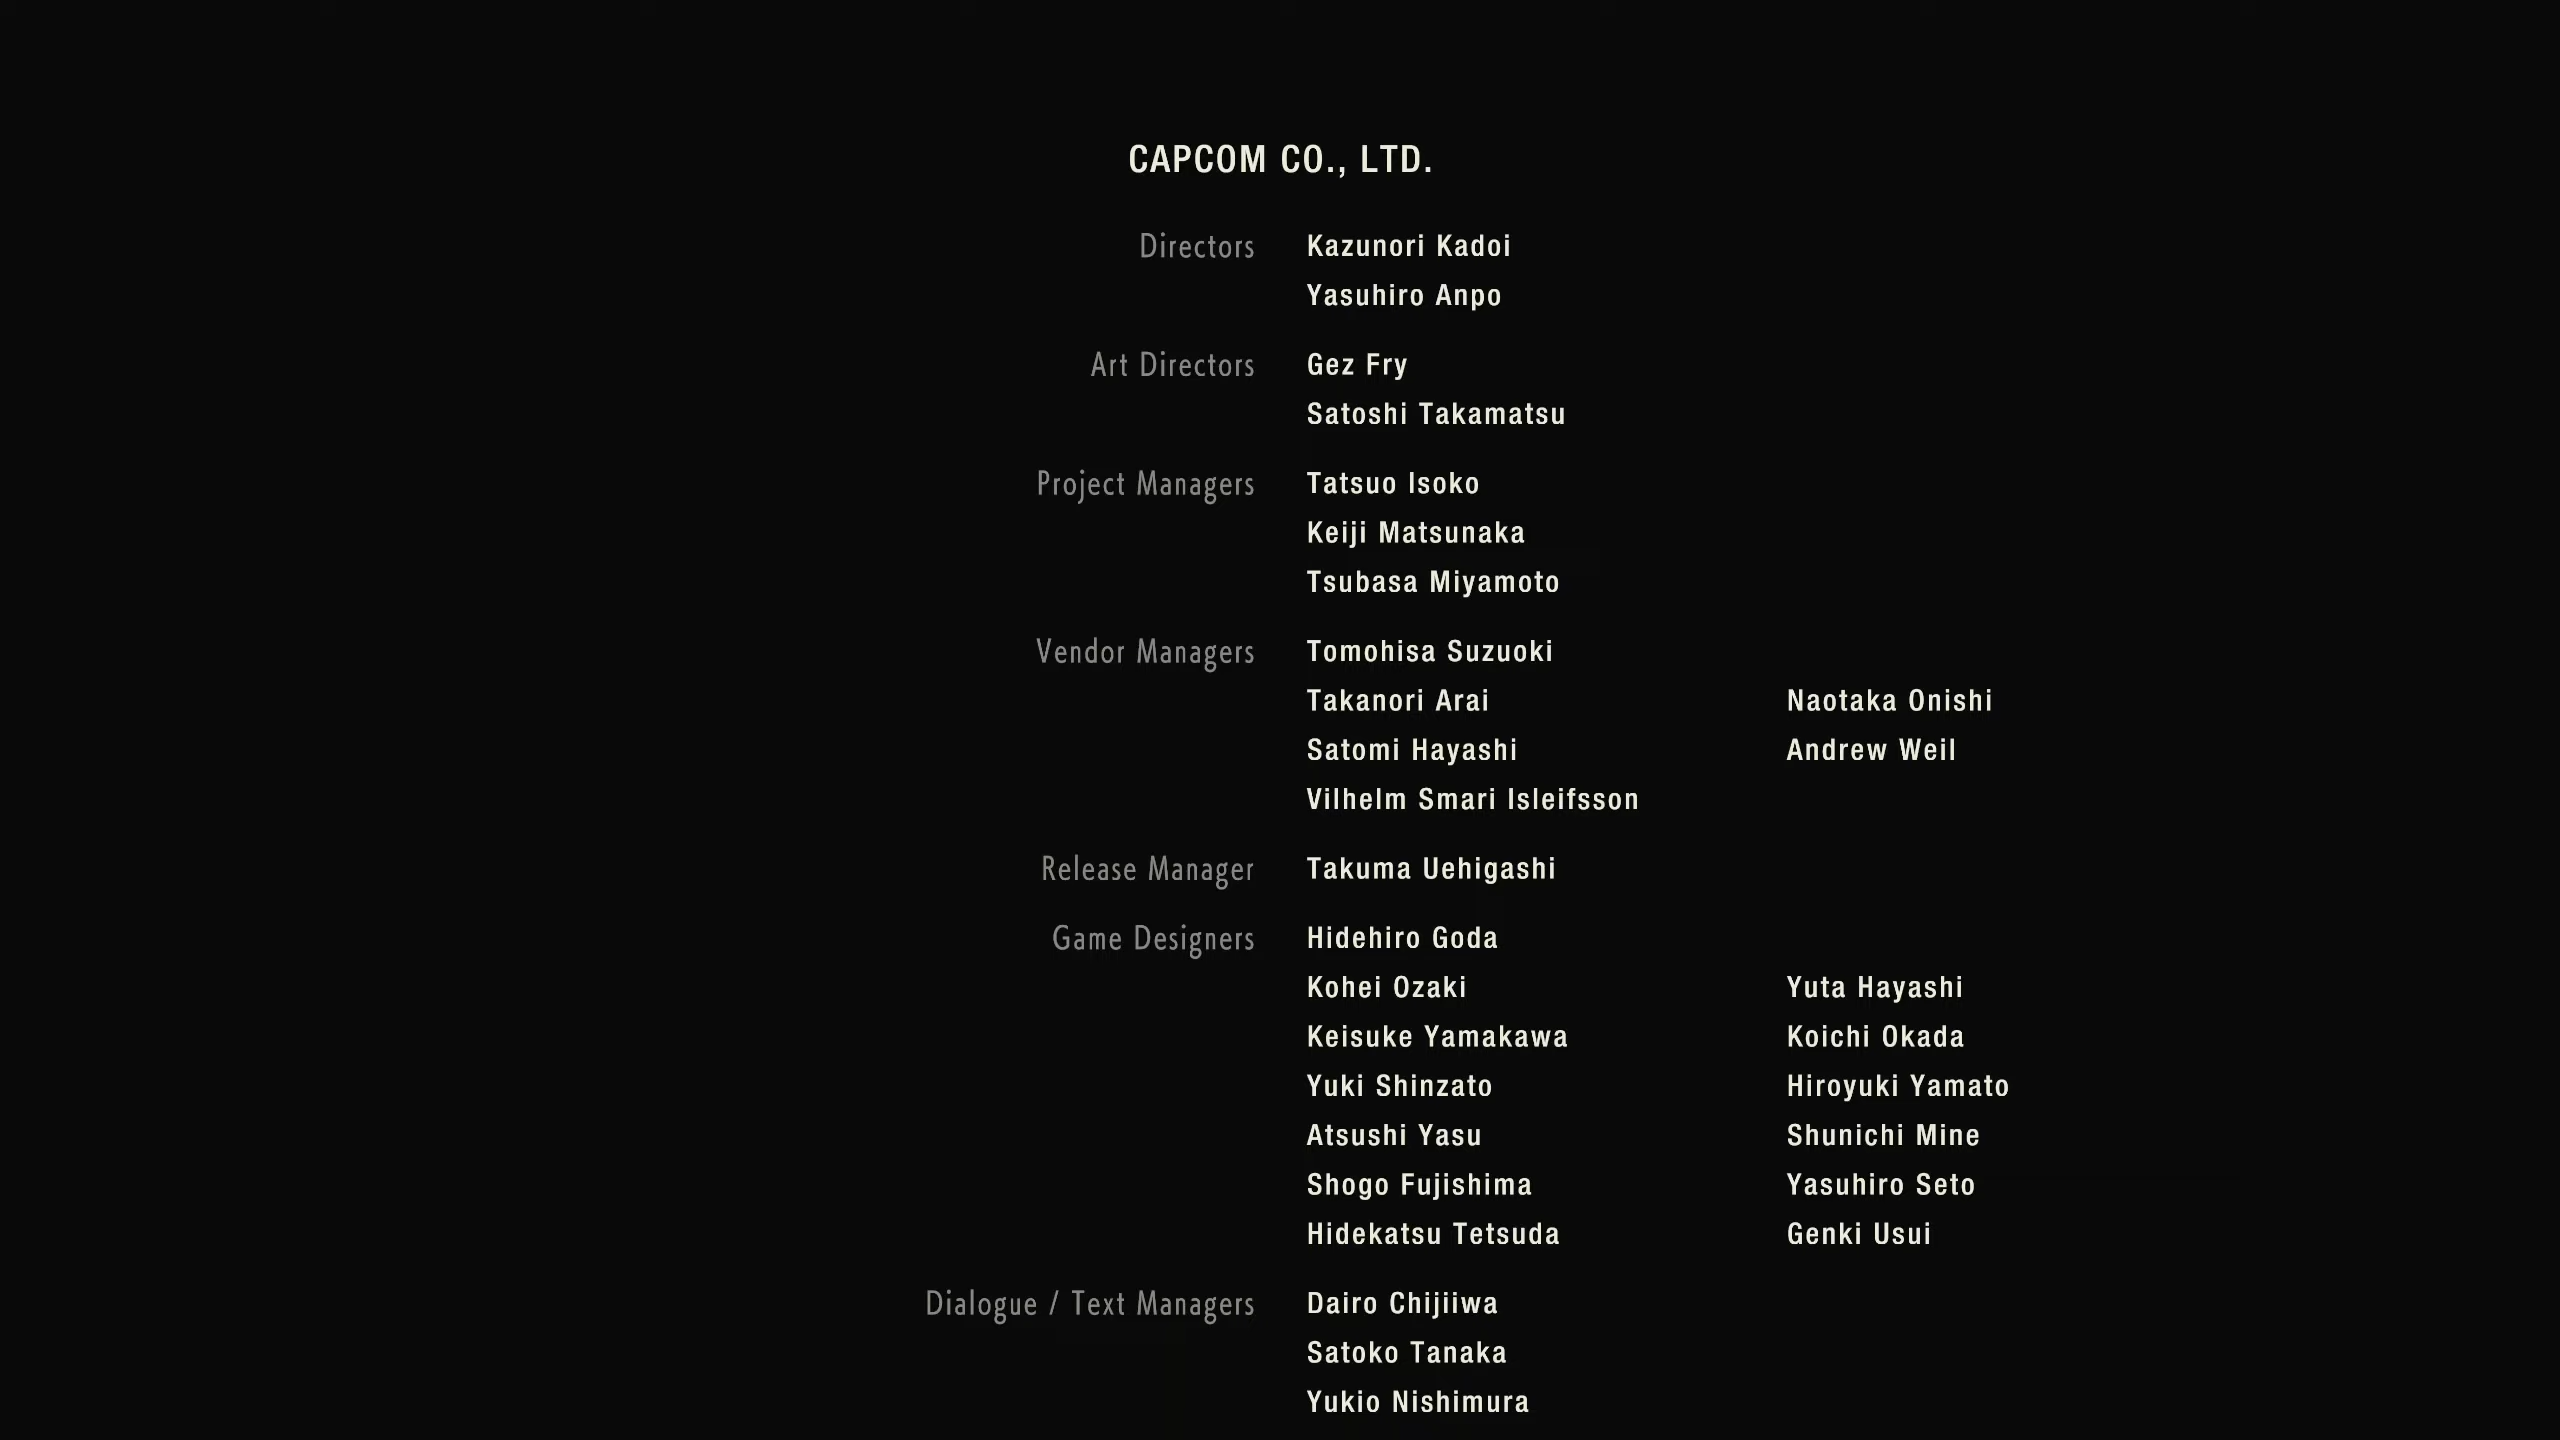 CAPCOM CO., LTD.
Directors Kazunori Kadoi
Yasuhiro Anpo
Art Directors Gez Fry
Satoshi Takamatsu
Project Managers Tatsuo Isoko
Keiji Matsunaka
Tsubasa Miyamoto
Vendor Managers Tomohisa Suzuoki
Takanori Arai Naotaka Onishi
Satomi Hayashi Andrew Weil
Vilhelm Smari Isleifsson
Release Manager Takuma Uehigashi
Game Designers Hidehiro Goda
Kohei Ozaki Yuta Hayashi
Keisuke Yamakawa Koichi Okada
Yuki Shinzato Hiroyuki Yamato
Atsushi Yasu Shunichi Mine
Shogo Fujishima Yasuhiro Seto
Hidekatsu Tetsuda Genki Usui
Dialogue / Text Managers Dairo Chijiiwa
Satoko Tanaka
Yukio Nishimura